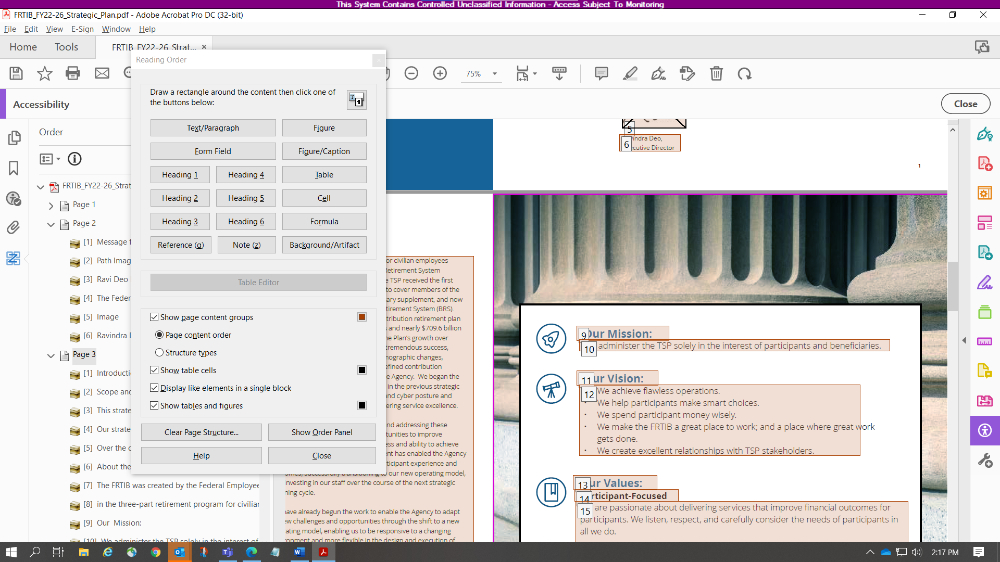 This System Contains Controlled Unclassified Information - Access Subject To Monitoring
FRTIB_FY22-26_Strategic_Plan.pdf - Adobe Acrobat Pro DC (32-bit)
File Edit View E-Sign Window Help
Home Tools FRTIB_FY22-26_Strat... ×
75%
Accessibility
Close
Order
FRTIB_FY22-26_Strat
Page 1
Page 2
[1] Message f
[2] Path Imag
[3] Ravi Deo
[4] The Feder
[5] Image
[6] Ravindra D
Page 3
[1] Introducti
[2] Scope and
[3] This strate
[4] Our strate
[5] Over the c
[6] About the
[7] The FRTIB was created by the Federal Employee
[8] in the three-part retirement program for civilian
[9] Our Mission:
[10] We administer the TSP solely in the interest of
Reading Order
Draw a rectangle around the content then click one of
the buttons below:
Text/Paragraph Figure
Form Field Figure/Caption
Heading 1 Heading 4 Table
Heading 2 Heading 5 Cell
Heading 3 Heading 6 Formula
Reference (q) Note (z) Background/Artifact
Table Editor
Show page content groups
Page content order
Structure types
Show table cells
Display like elements in a single block
Show tables and figures
Clear Page Structure... Show Order Panel
Help Close
or civilian employees
Retirement System
e TSP received the first
to cover members of the
ary supplement, and now
tirement System (BRS).
tribution retirement plan
s and nearly $709.6 billion
ne Plan's growth over
tremendous success,
mographic changes,
efined contribution
e Agency. We began the
in the previous strategic
and cyber posture and
ering service excellence.
nd addressing these
tunities to improve
ess and ability to achieve
nt has enabled the Agency
ticipant experience and
omes, successfully transitioning to our new operating model,
nvesting in our staff over the course of the next strategic
ning cycle.
have already begun the work to enable the Agency to adapt
ew challenges and opportunities through the shift to a new
ating model, enabling us to be responsive to a changing
ronment and more flexible in the design and execution of
5
6 vindra Deo,
ecutive Director
1
9 Our Mission:
10 administer the TSP solely in the interest of participants and beneficiaries.
11 ur Vision:
12 We achieve flawless operations.
• We help participants make smart choices.
• We spend participant money wisely.
• We make the FRTIB a great place to work; and a place where great work
gets done.
• We create excellent relationships with TSP stakeholders.
13 ur Values:
14 rticipant-Focused
15 are passionate about delivering services that improve financial outcomes for
participants. We listen, respect, and carefully consider the needs of participants in
all we do.
2:17 PM